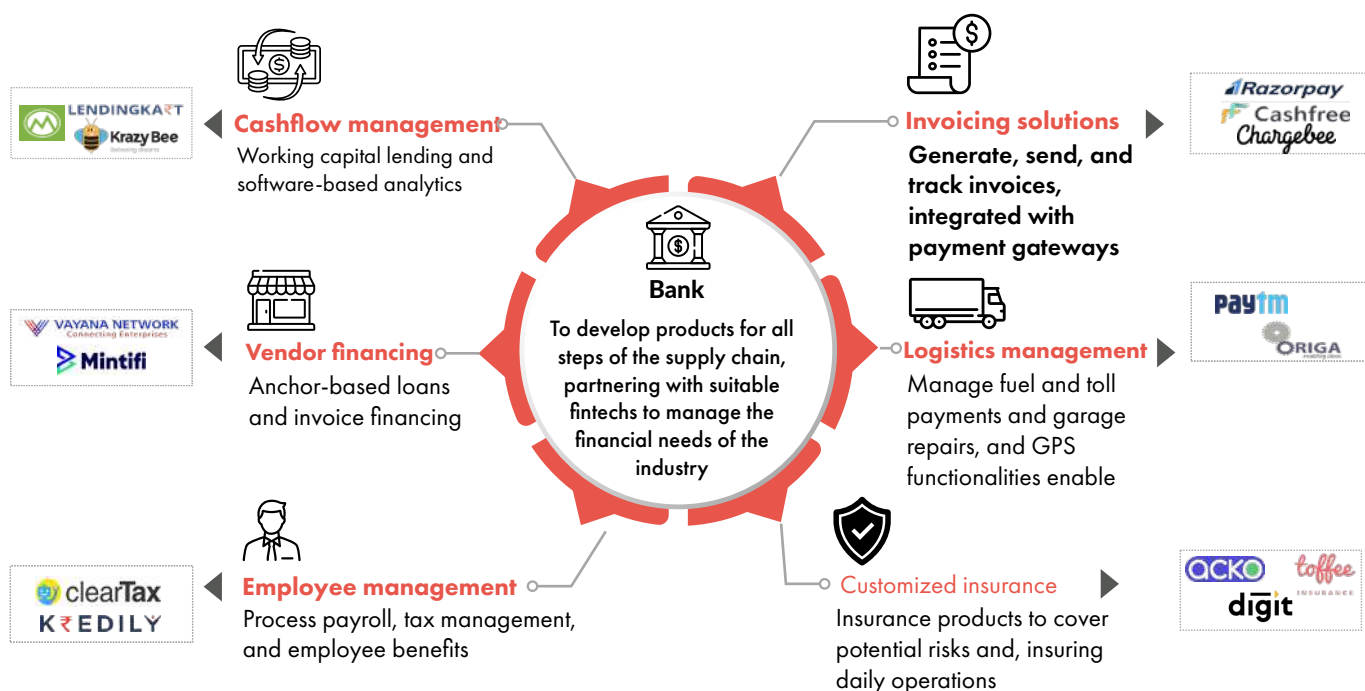 LENDINGKART
KrazyBee
Cashflow management
Working capital lending and
software-based analytics
VAYANA NETWORK
Connecting Enterprises
Mintifi
Vendor financing
Anchor-based loans
and invoice financing
clearTax
K₹EDILY
Employee management
Process payroll, tax management,
and employee benefits
Bank
To develop products for all
steps of the supply chain,
partnering with suitable
fintechs to manage the
financial needs of the
industry
Invoicing solutions
Generate, send, and
track invoices,
integrated with
payment gateways
Razorpay
Cashfree
Chargebee
Logistics management
Manage fuel and toll
payments and garage
repairs, and GPS
functionalities enable
paytm
ORIGA
Customized insurance
Insurance products to cover
potential risks and, insuring
daily operations
acko
toffee
INSURANCE
digit